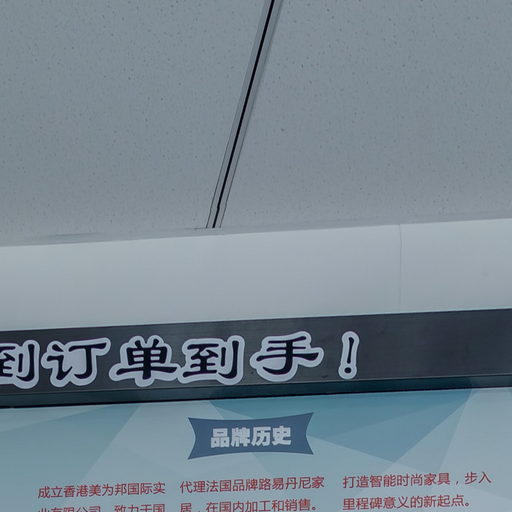 到订单到手！
品牌历史
成立香港美为邦国际实
业有限公司，致力于国
代理法国品牌路易丹尼家
居，在国内加工和销售。
打造智能时尚家具，步入
里程碑意义的新起点。